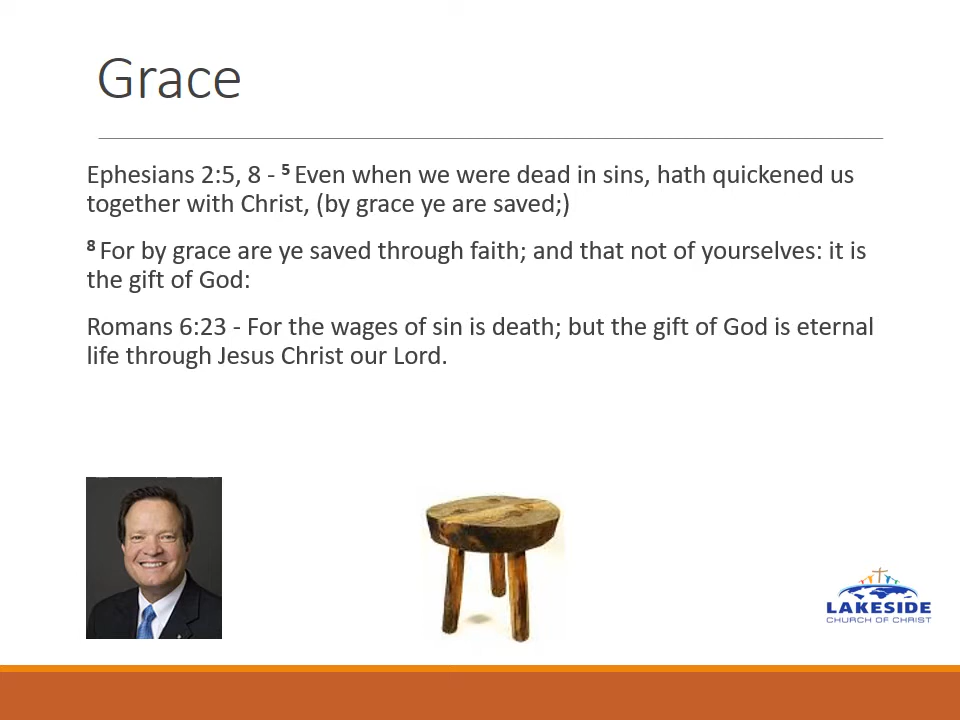 Grace
Ephesians 2:5, 8 - 5 Even when we were dead in sins, hath quickened us
together with Christ, (by grace ye are saved;)
8 For by grace are ye saved through faith; and that not of yourselves: it is
the gift of God:
Romans 6:23 - For the wages of sin is death; but the gift of God is eternal
life through Jesus Christ our Lord.
LAKESIDE
CHURCH OF CHRIST